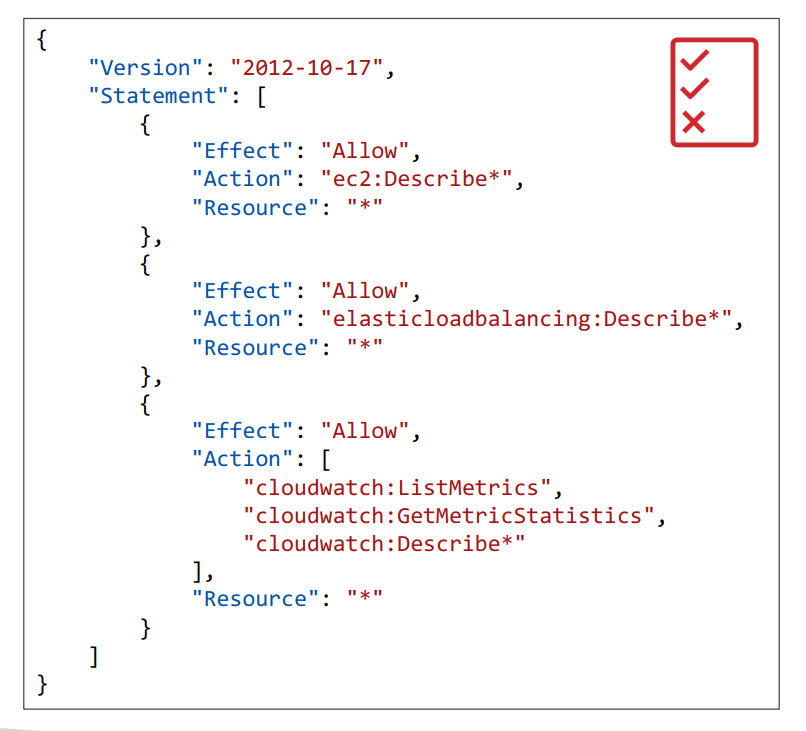 {
    "Version": "2012-10-17",
    "Statement": [
        {
            "Effect": "Allow",
            "Action": "ec2:Describe*",
            "Resource": "*"
        },
        {
            "Effect": "Allow",
            "Action": "elasticloadbalancing:Describe*",
            "Resource": "*"
        },
        {
            "Effect": "Allow",
            "Action": [
                "cloudwatch:ListMetrics",
                "cloudwatch:GetMetricStatistics",
                "cloudwatch:Describe*"
            ],
            "Resource": "*"
        }
    ]
}